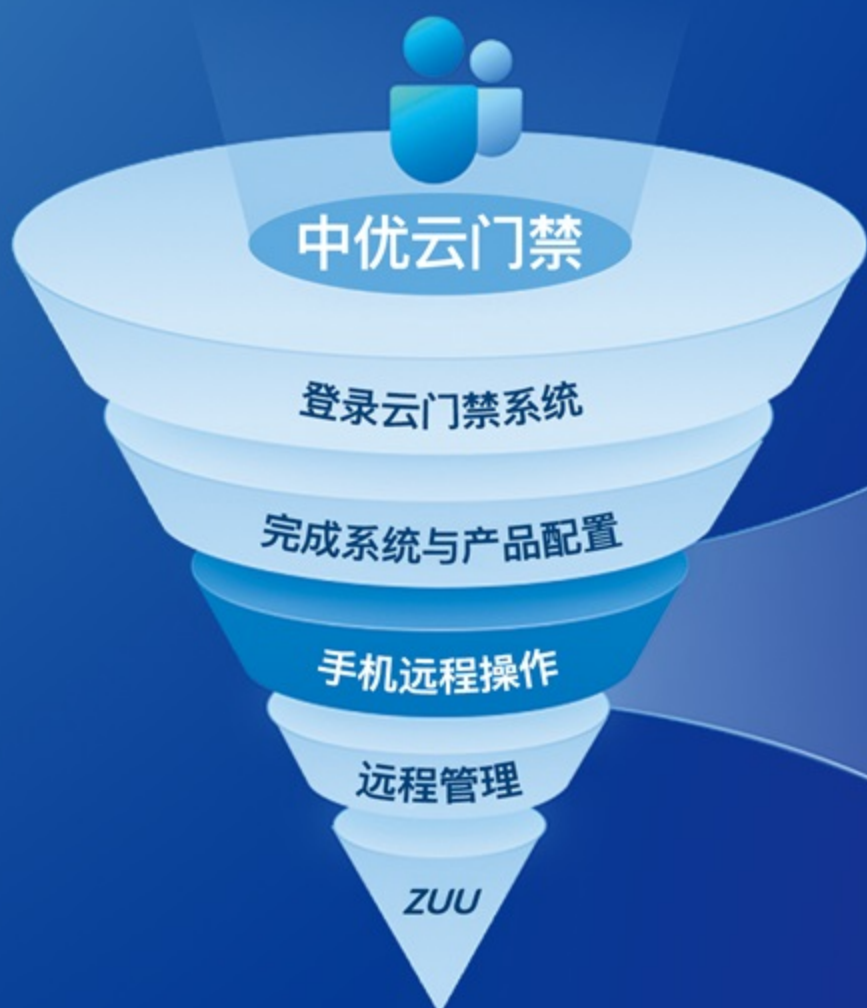 中优云门禁
登录云门禁系统
完成系统与产品配置
手机远程操作
远程管理
ZUU